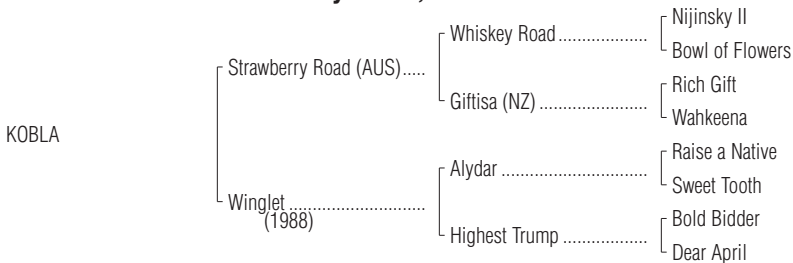 Nijinsky II
Whiskey Road....................
Bowl of Flowers
Strawberry Road (AUS).....
Rich Gift
Giftisa (NZ) ........................
Wahkeena
KOBLA
Raise a Native
Alydar .................................
Sweet Tooth
Winglet ..............................
(1988)
Bold Bidder
Highest Trump ...................
Dear April